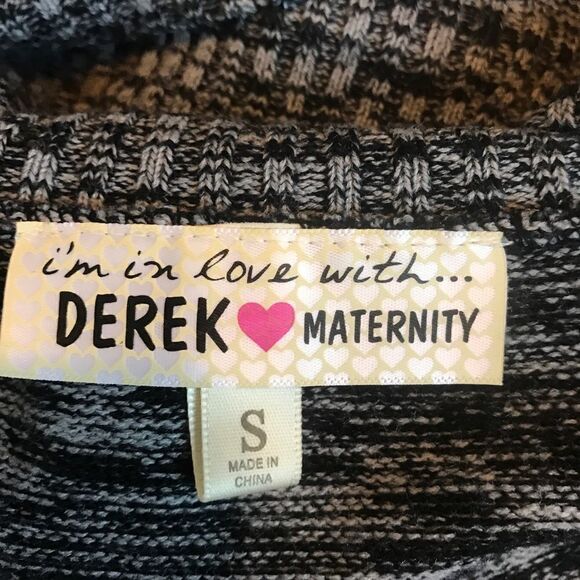 i'm in love with...
DEREK MATERNITY
S
MADE IN
CHINA